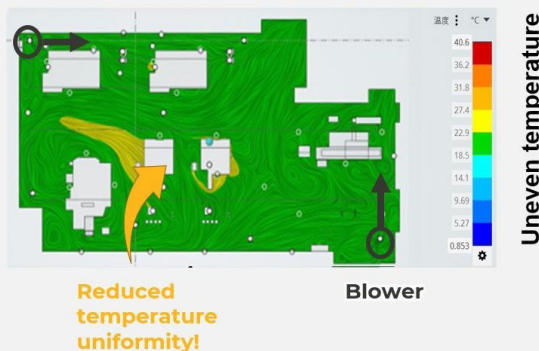 温度 ⋮ °C ▼
40.6
36.2
31.8
27.4
22.9
18.5
14.1
9.69
5.27
0.853
Uneven temperature
Reduced
temperature
uniformity!
Blower